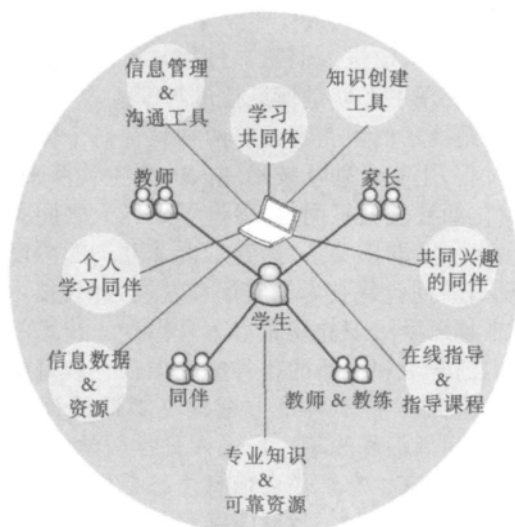 信息管理
&
沟通工具
知识创建
工具
学习
共同体
教师
家长
个人
学习同伴
共同兴趣
的同伴
学生
信息数据
&
资源
同伴
教师 & 教练
在线指导
&
指导课程
专业知识
&
可靠资源